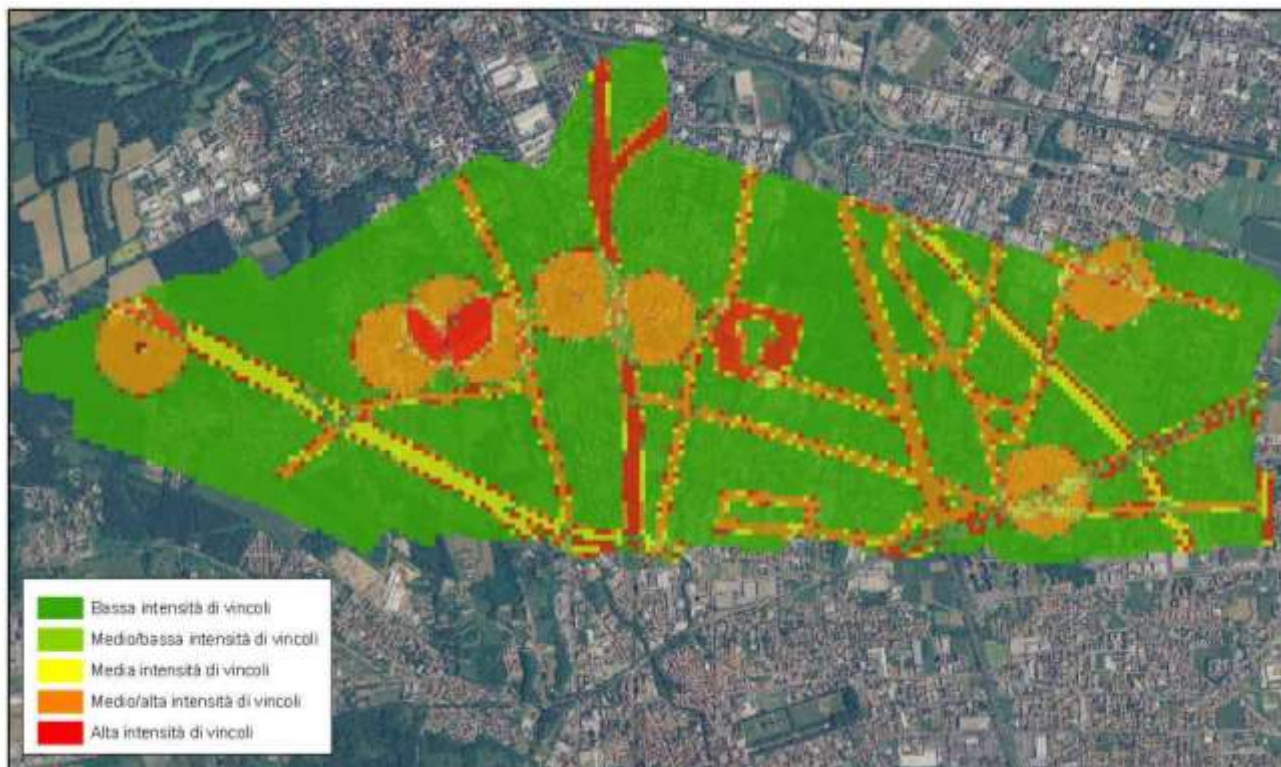 Bassa intensità di vincoli
Medio/bassa intensità di vincoli
Media intensità di vincoli
Medio/alta intensità di vincoli
Alta intensità di vincoli